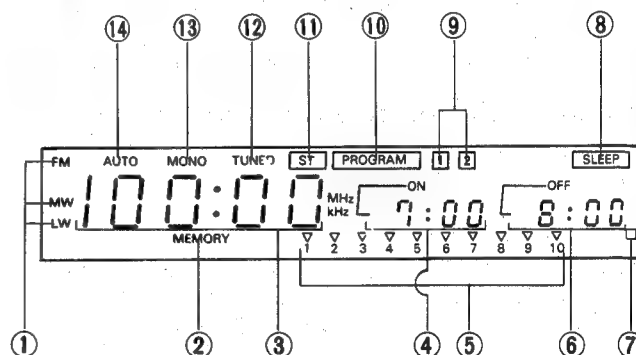 ⑭ ⑬ ⑫ ⑪ ⑩ ⑨ ⑧
FM AUTO MONO TUNED ST PROGRAM 1 2 SLEEP
MW 100:00 MHz kHz ON 7:00 OFF 8:00
LW
MEMORY 1 2 3 4 5 6 7 8 9 10
① ② ③ ④ ⑤ ⑥ ⑦